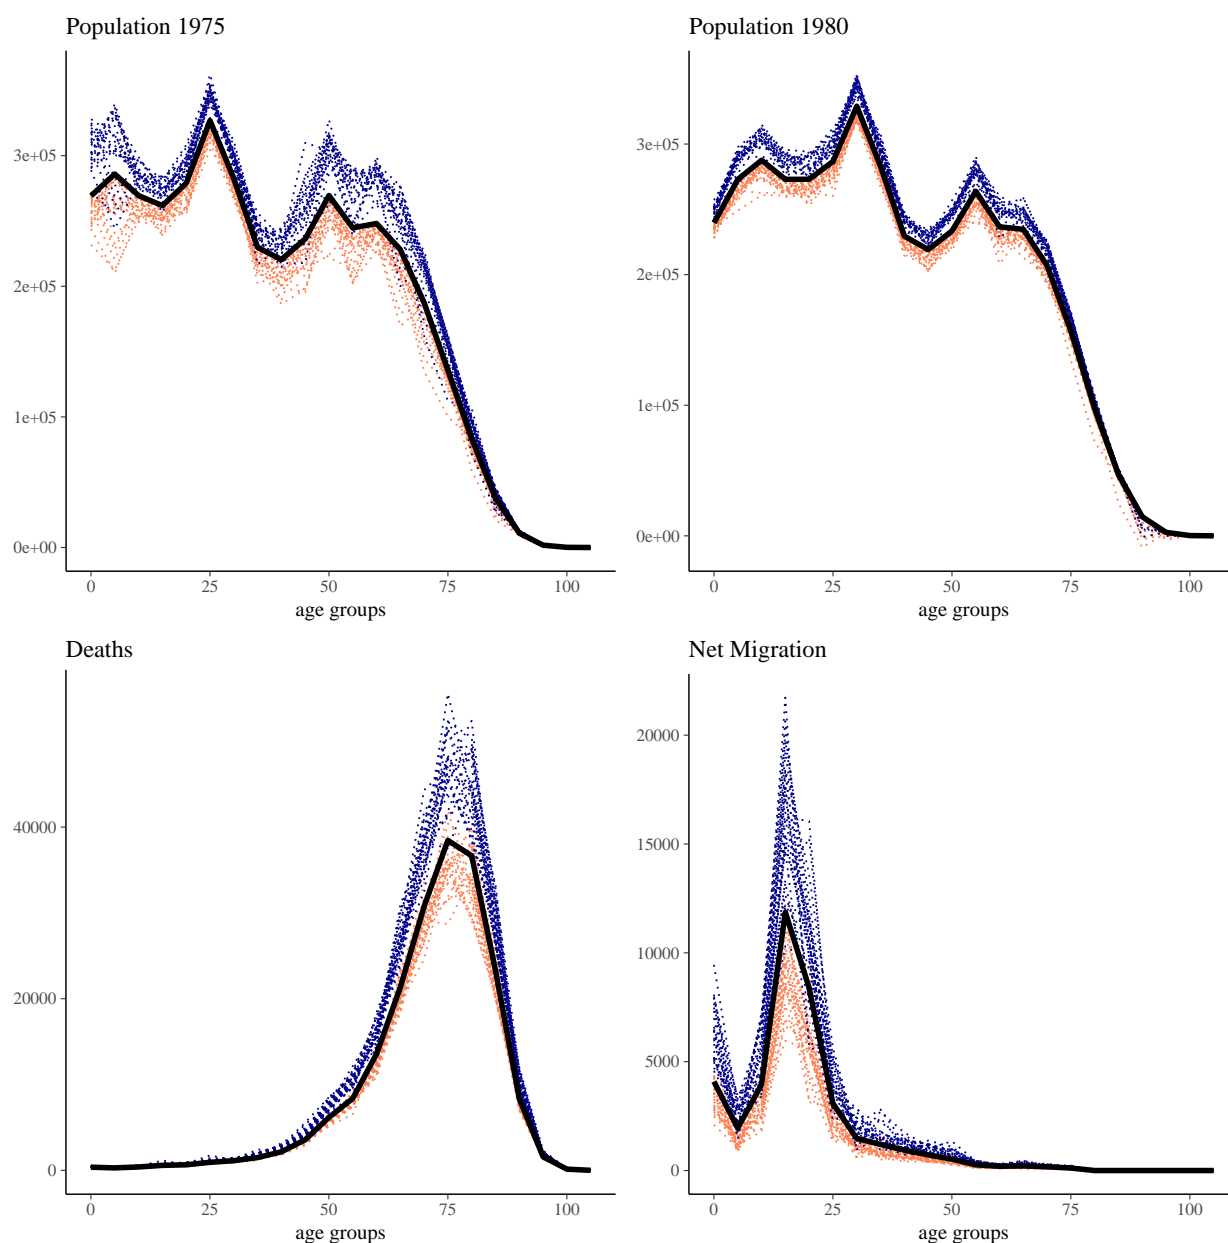 Population 1975
3e+05
2e+05
1e+05
0e+00
0 25 50 75 100
age groups
Population 1980
3e+05
2e+05
1e+05
0e+00
0 25 50 75 100
age groups
Deaths
40000
20000
0
0 25 50 75 100
age groups
Net Migration
20000
15000
10000
5000
0
0 25 50 75 100
age groups